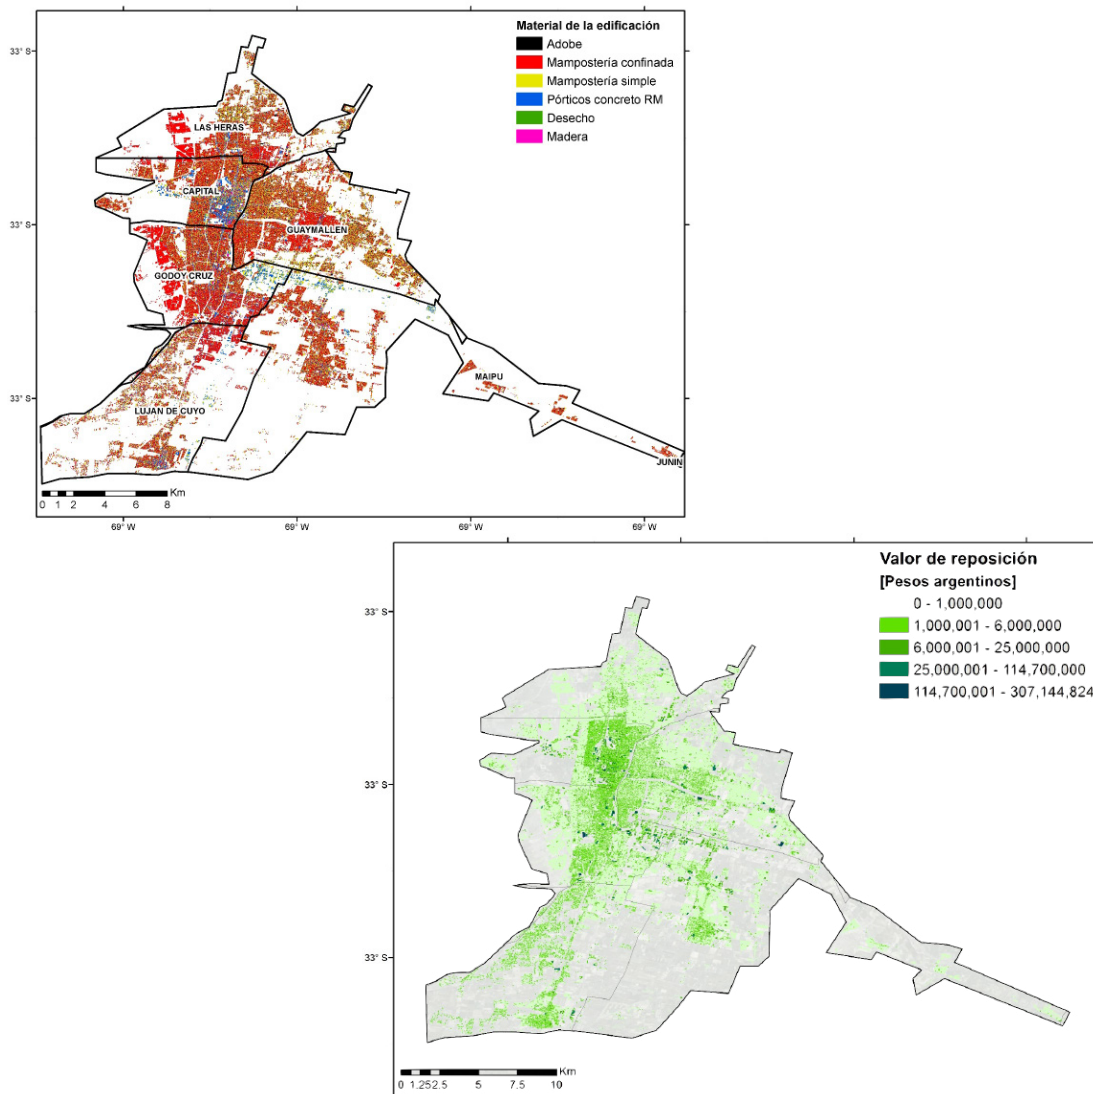 Material de la edificación
Adobe
Mampostería confinada
Mampostería simple
Pórticos concreto RM
Desecho
Madera
33° S
LAS HERAS
CAPITAL
33° S
GUAYMALLEN
GODOY CRUZ
MAIPU
33° S
LUJAN DE CUYO
JUNIN
Km
0 1 2 4 6 8
69° W 69° W 69° W 69° W
Valor de reposición
[Pesos argentinos]
0 - 1,000,000
1,000,001 - 6,000,000
6,000,001 - 25,000,000
25,000,001 - 114,700,000
114,700,001 - 307,144,824
33° S
33° S
33° S
Km
0 1.25 2.5 5 7.5 10